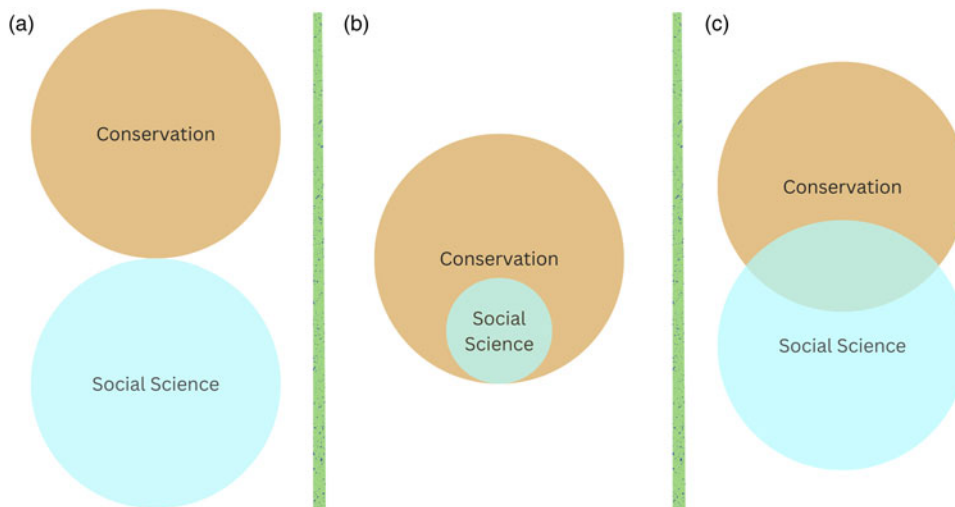 (a)
Conservation
Social Science
(b)
Conservation
Social
Science
(c)
Conservation
Social Science